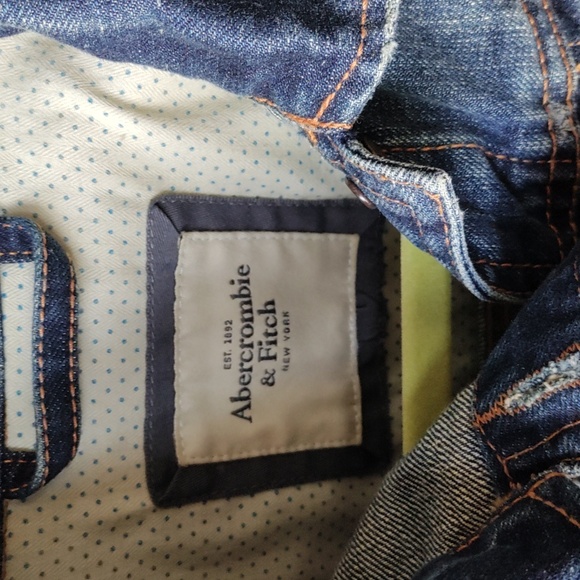 EST. 1892
Abercrombie
& Fitch
NEW YORK